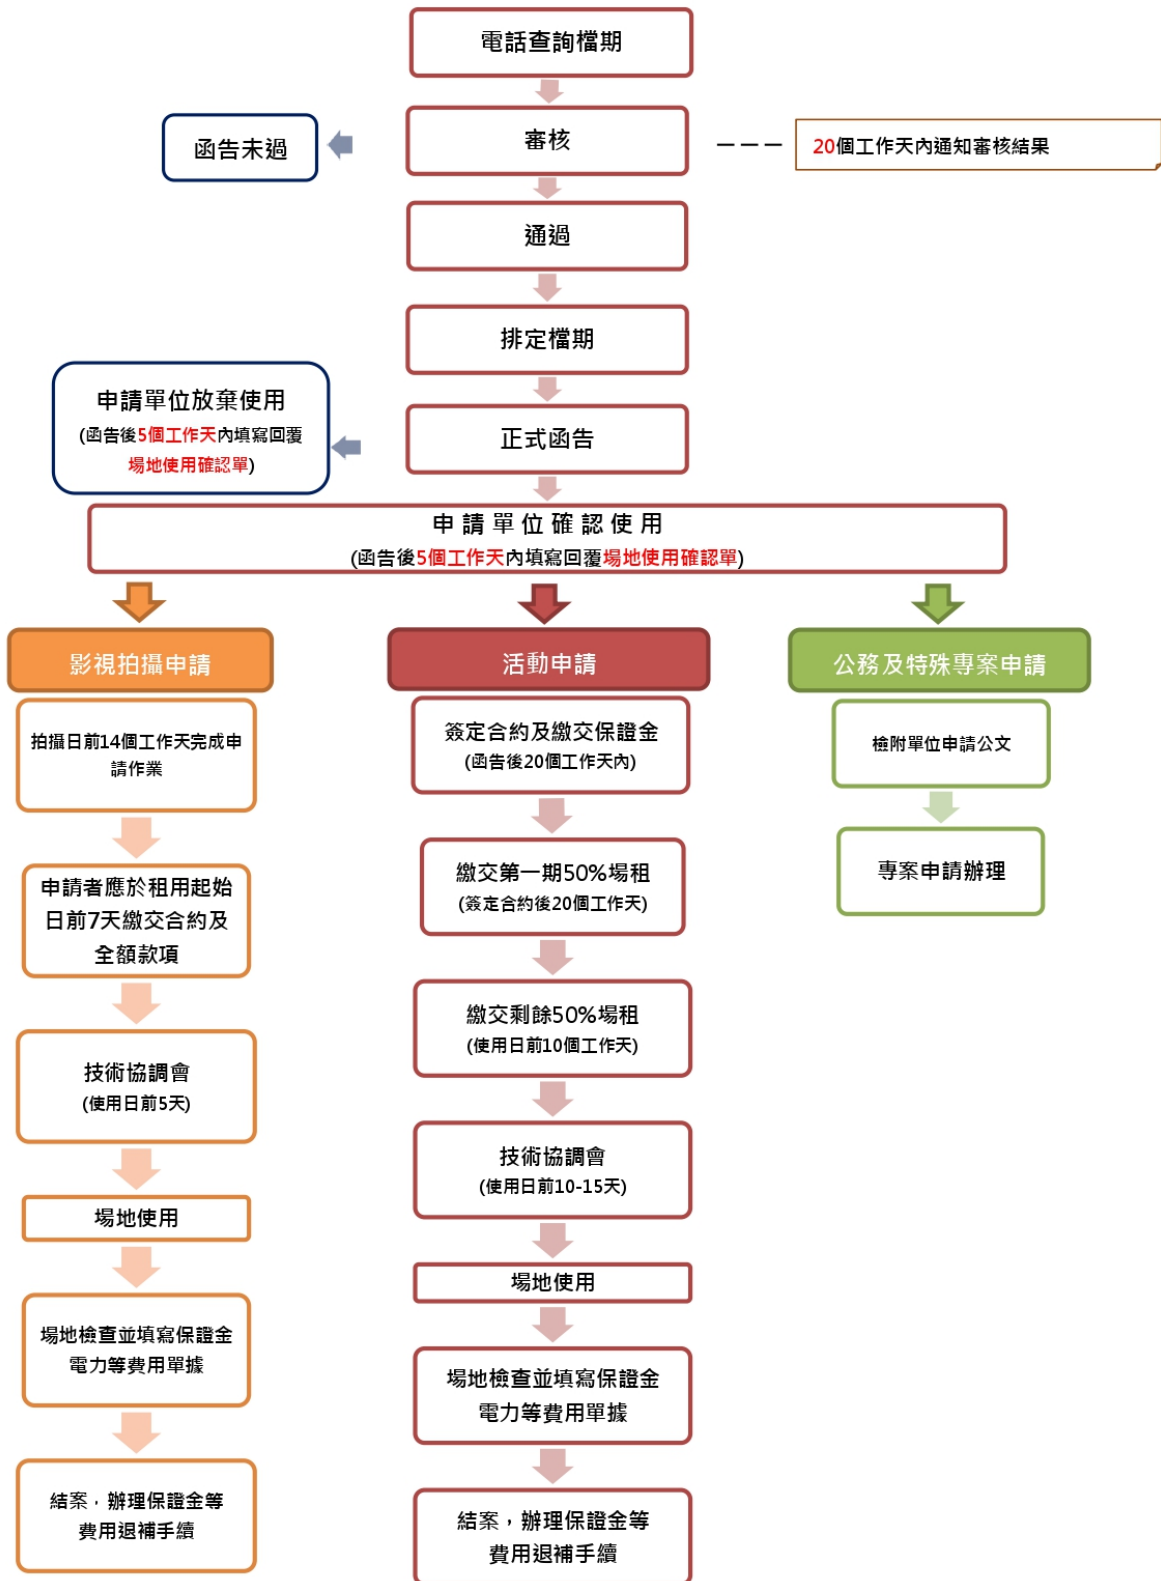 電話查詢檔期
審核
函告未過
20個工作天內通知審核結果
通過
排定檔期
正式函告
申請單位放棄使用
(函告後5個工作天內填寫回覆
場地使用確認單)
申請單位確認使用
(函告後5個工作天內填寫回覆場地使用確認單)
影視拍攝申請
拍攝日前14個工作天完成申
請作業
申請者應於租用起始
日前7天繳交合約及
全額款項
技術協調會
(使用日前5天)
場地使用
場地檢查並填寫保證金
電力等費用單據
結案，辦理保證金等
費用退補手續
活動申請
簽定合約及繳交保證金
(函告後20個工作天內)
繳交第一期50%場租
(簽定合約後20個工作天)
繳交剩餘50%場租
(使用日前10個工作天)
技術協調會
(使用日前10-15天)
場地使用
場地檢查並填寫保證金
電力等費用單據
結案，辦理保證金等
費用退補手續
公務及特殊專案申請
檢附單位申請公文
專案申請辦理